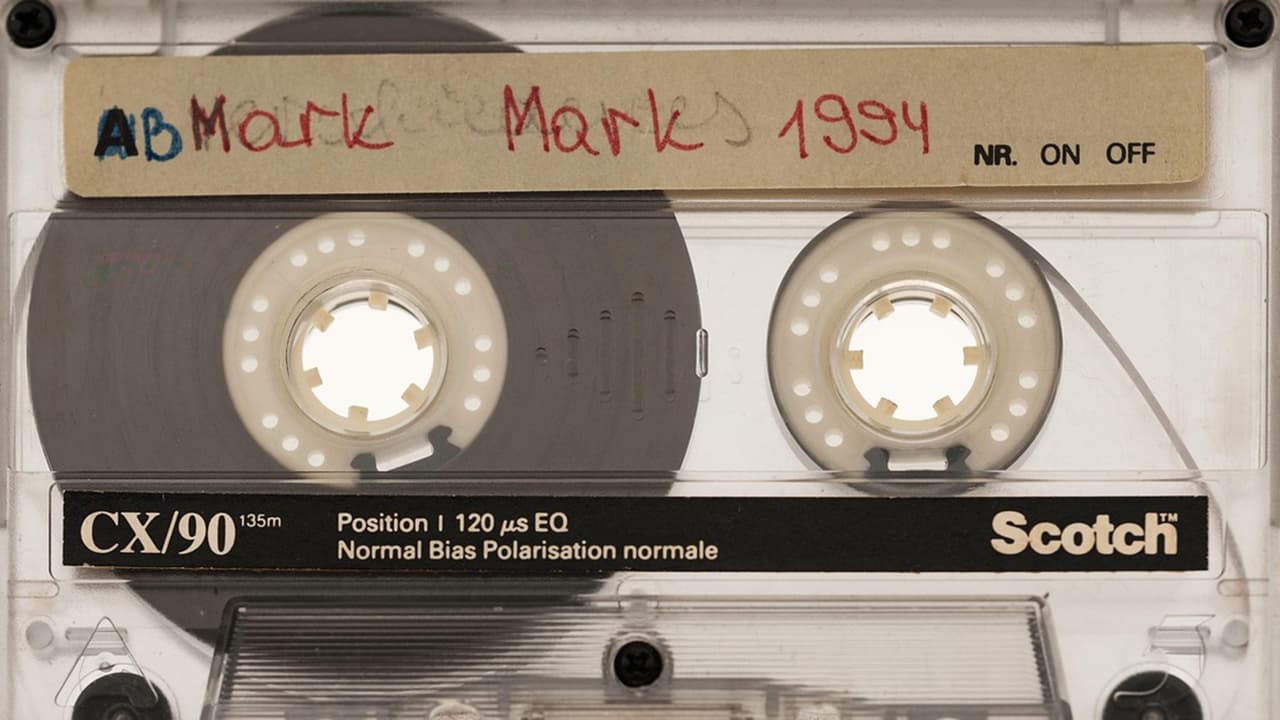 AB Mark Mark 1994 NR. ON OFF
CX/90 135m
Position I 120 µs EQ
Normal Bias Polarisation normale
Scotch™
A